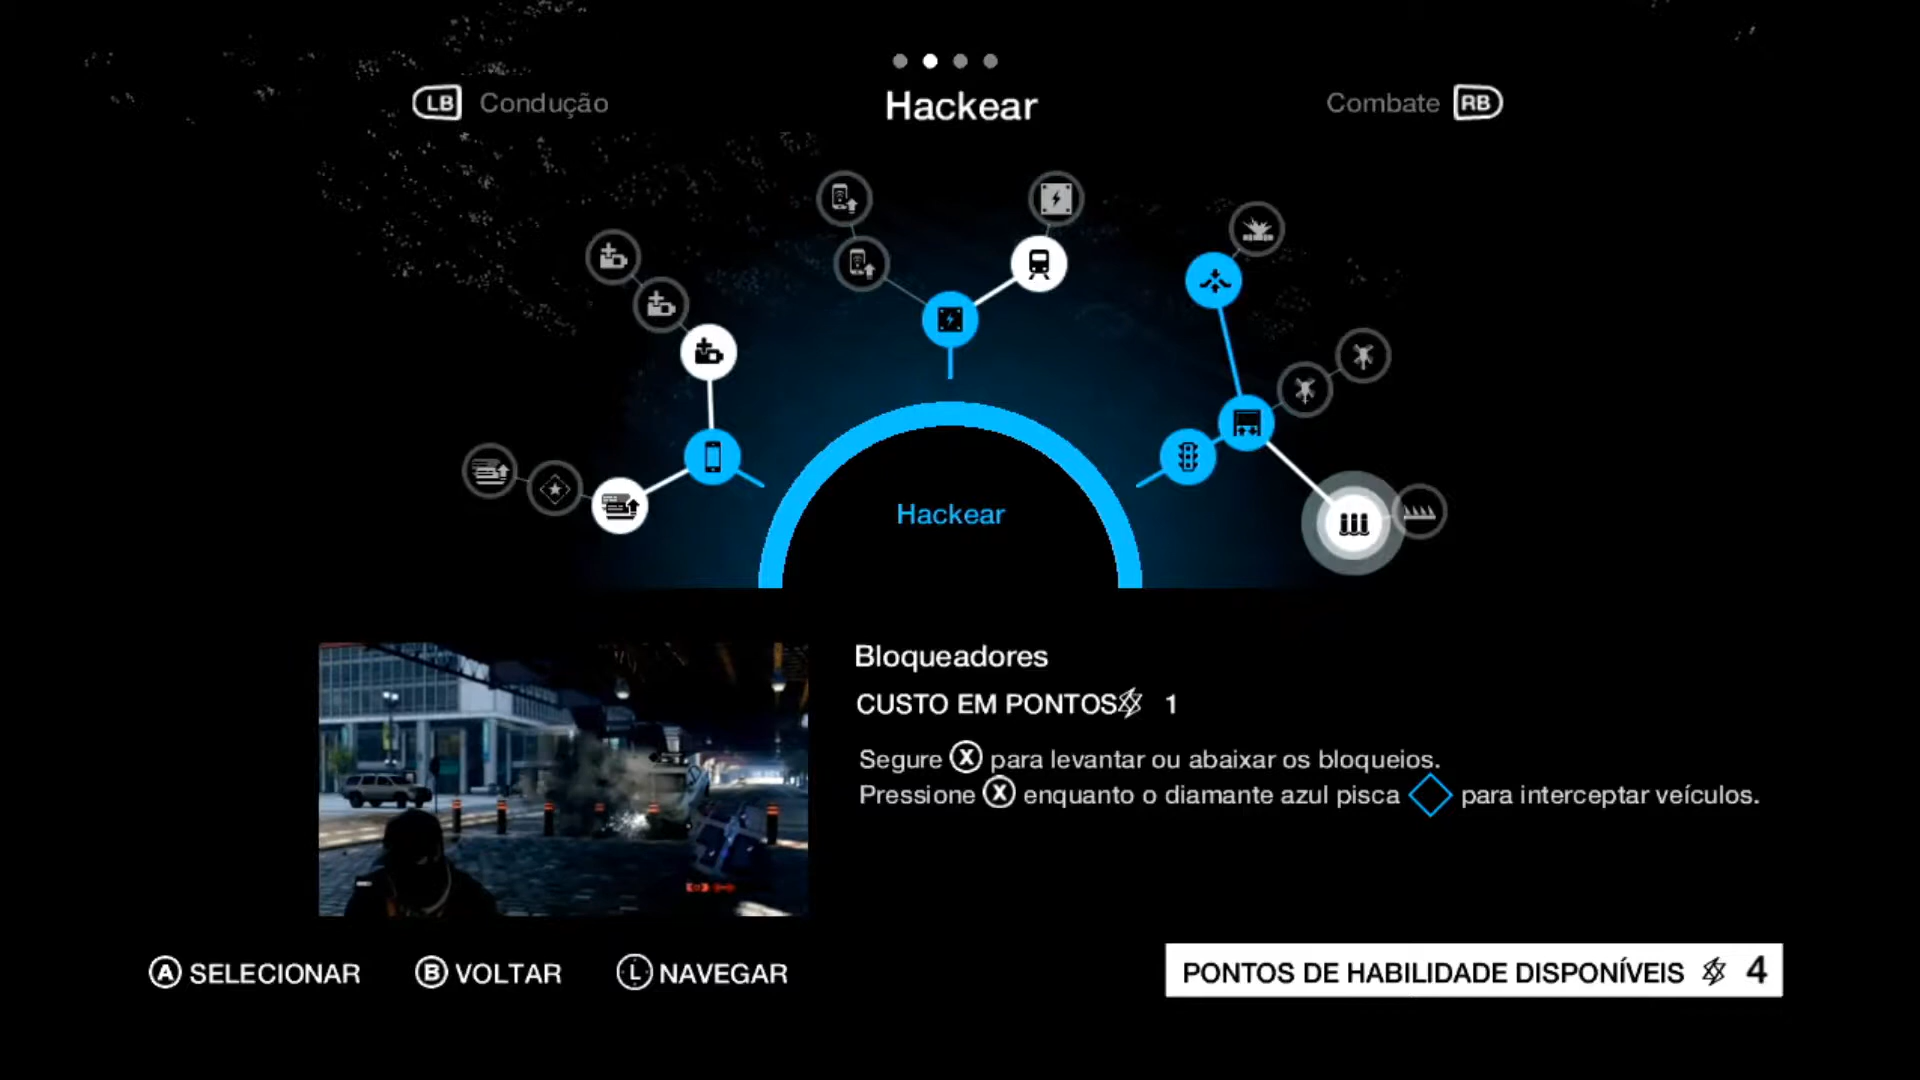 LB Condução
Hackear
Combate RB
Hackear
Bloqueadores
CUSTO EM PONTOS 1
Segure X para levantar ou abaixar os bloqueios.
Pressione X enquanto o diamante azul pisca para interceptar veículos.
A SELECIONAR
B VOLTAR
L NAVEGAR
PONTOS DE HABILIDADE DISPONÍVEIS 4